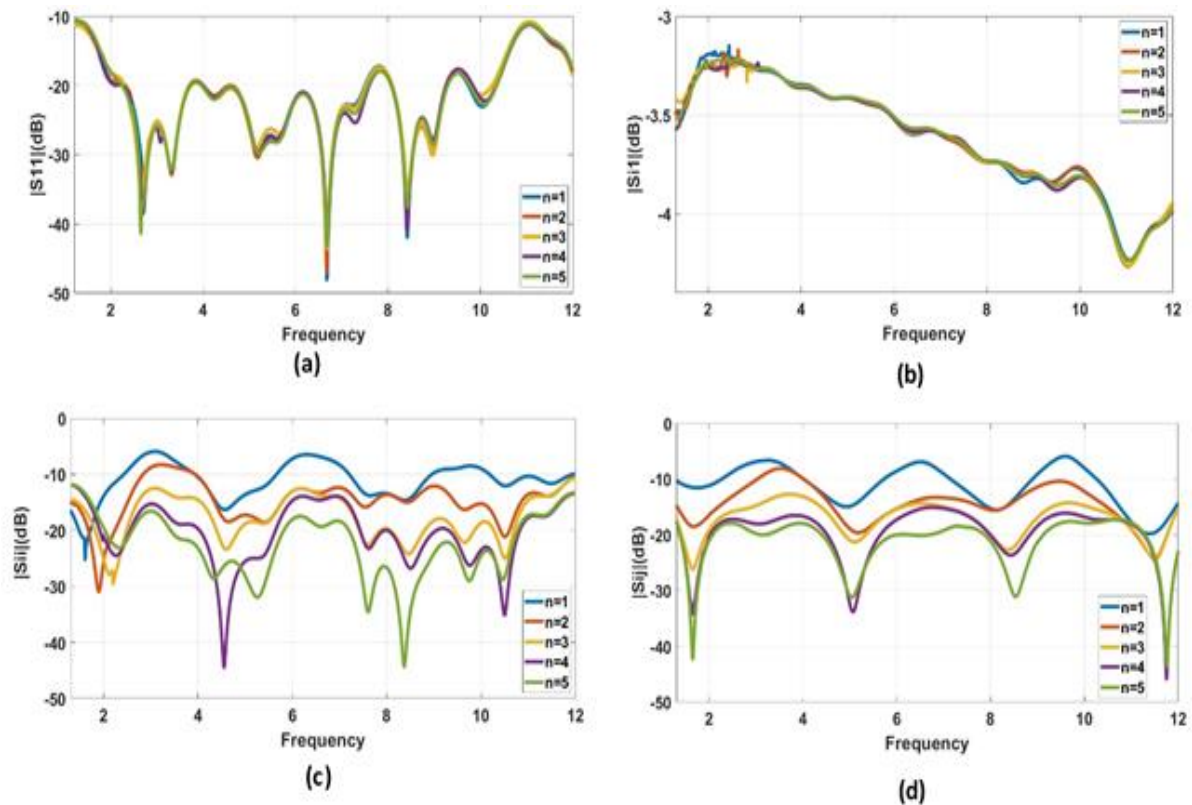 -10
-20
-30
-40
-50
|S11|(dB)
n=1
n=2
n=3
n=4
n=5
2
4
6
8
10
12
Frequency
(a)
-3
-3.5
-4
|Si1|(dB)
n=1
n=2
n=3
n=4
n=5
2
4
6
8
10
12
Frequency
(b)
0
-10
-20
-30
-40
-50
|Sii|(dB)
n=1
n=2
n=3
n=4
n=5
2
4
6
8
10
12
Frequency
(c)
0
-10
-20
-30
-40
-50
|Sij|(dB)
n=1
n=2
n=3
n=4
n=5
2
4
6
8
10
12
Frequency
(d)